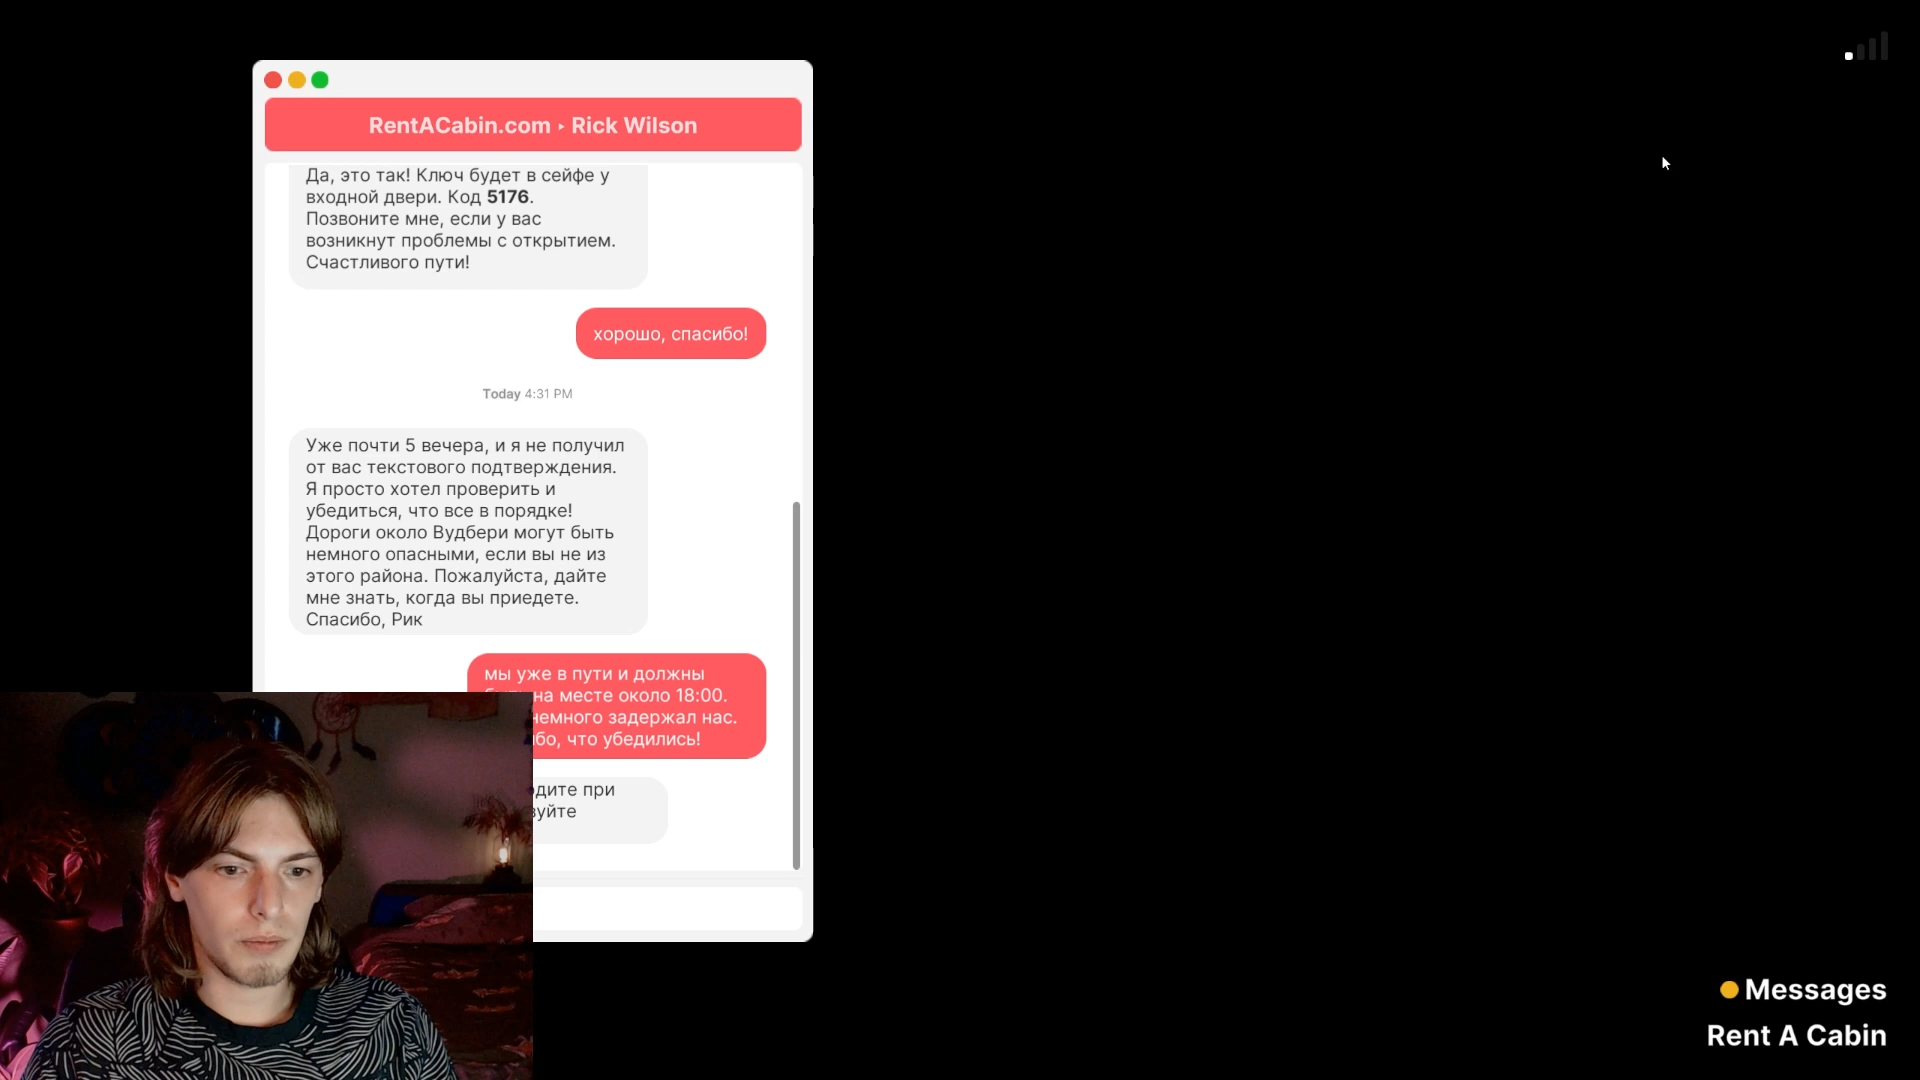 RentACabin.com ‣ Rick Wilson
Да, это так! Ключ будет в сейфе у
входной двери. Код 5176.
Позвоните мне, если у вас
возникнут проблемы с открытием.
Счастливого пути!
хорошо, спасибо!
Today 4:31 PM
Уже почти 5 вечера, и я не получил
от вас текстового подтверждения.
Я просто хотел проверить и
убедиться, что все в порядке!
Дороги около Вудбери могут быть
немного опасными, если вы не из
этого района. Пожалуйста, дайте
мне знать, когда вы приедете.
Спасибо, Рик
мы уже в пути и должны
на месте около 18:00.
немного задержал нас.
что убедились!
при
Messages
Rent A Cabin